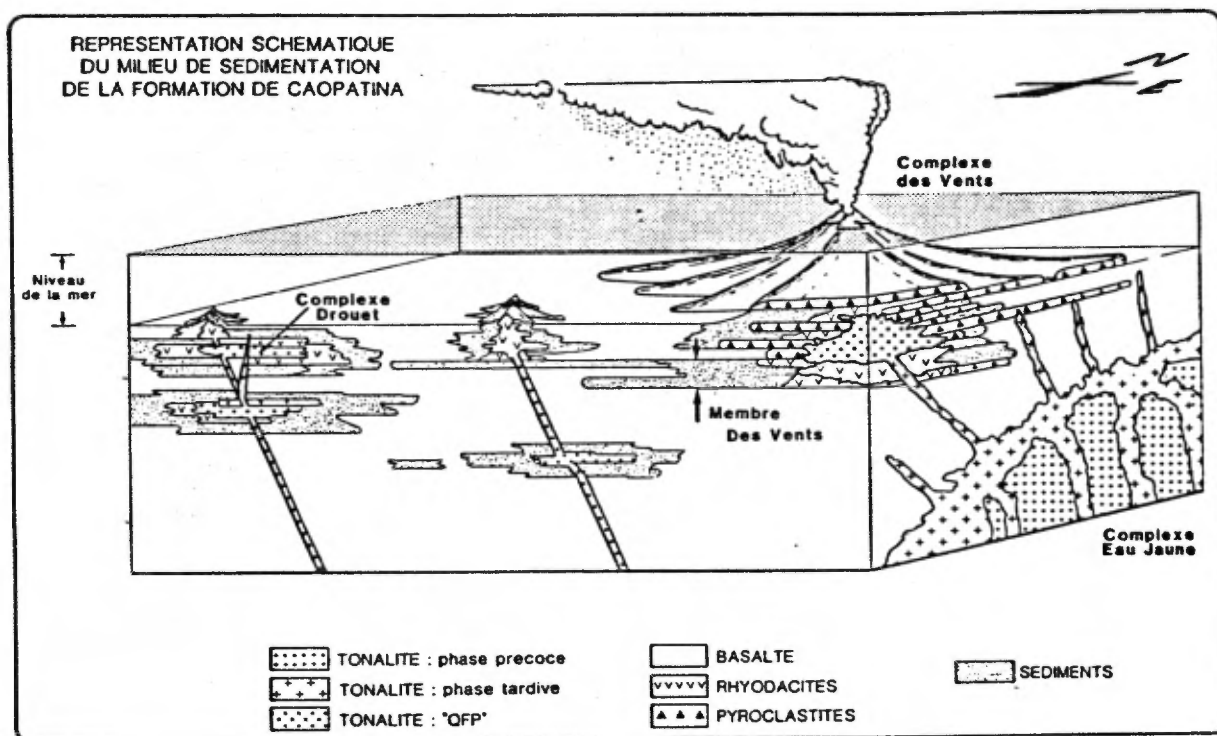 REPRESENTATION SCHEMATIQUE
DU MILIEU DE SEDIMENTATION
DE LA FORMATION DE CAOPATINA
Complexe
des Vents
Niveau
de la mer
Complexe
Drouet
Membre
Des Vents
Complexe
Eau Jaune
TONALITE : phase precoce
TONALITE : phase tardive
TONALITE : "QFP"
BASALTE
RHYODACITES
PYROCLASTITES
SEDIMENTS